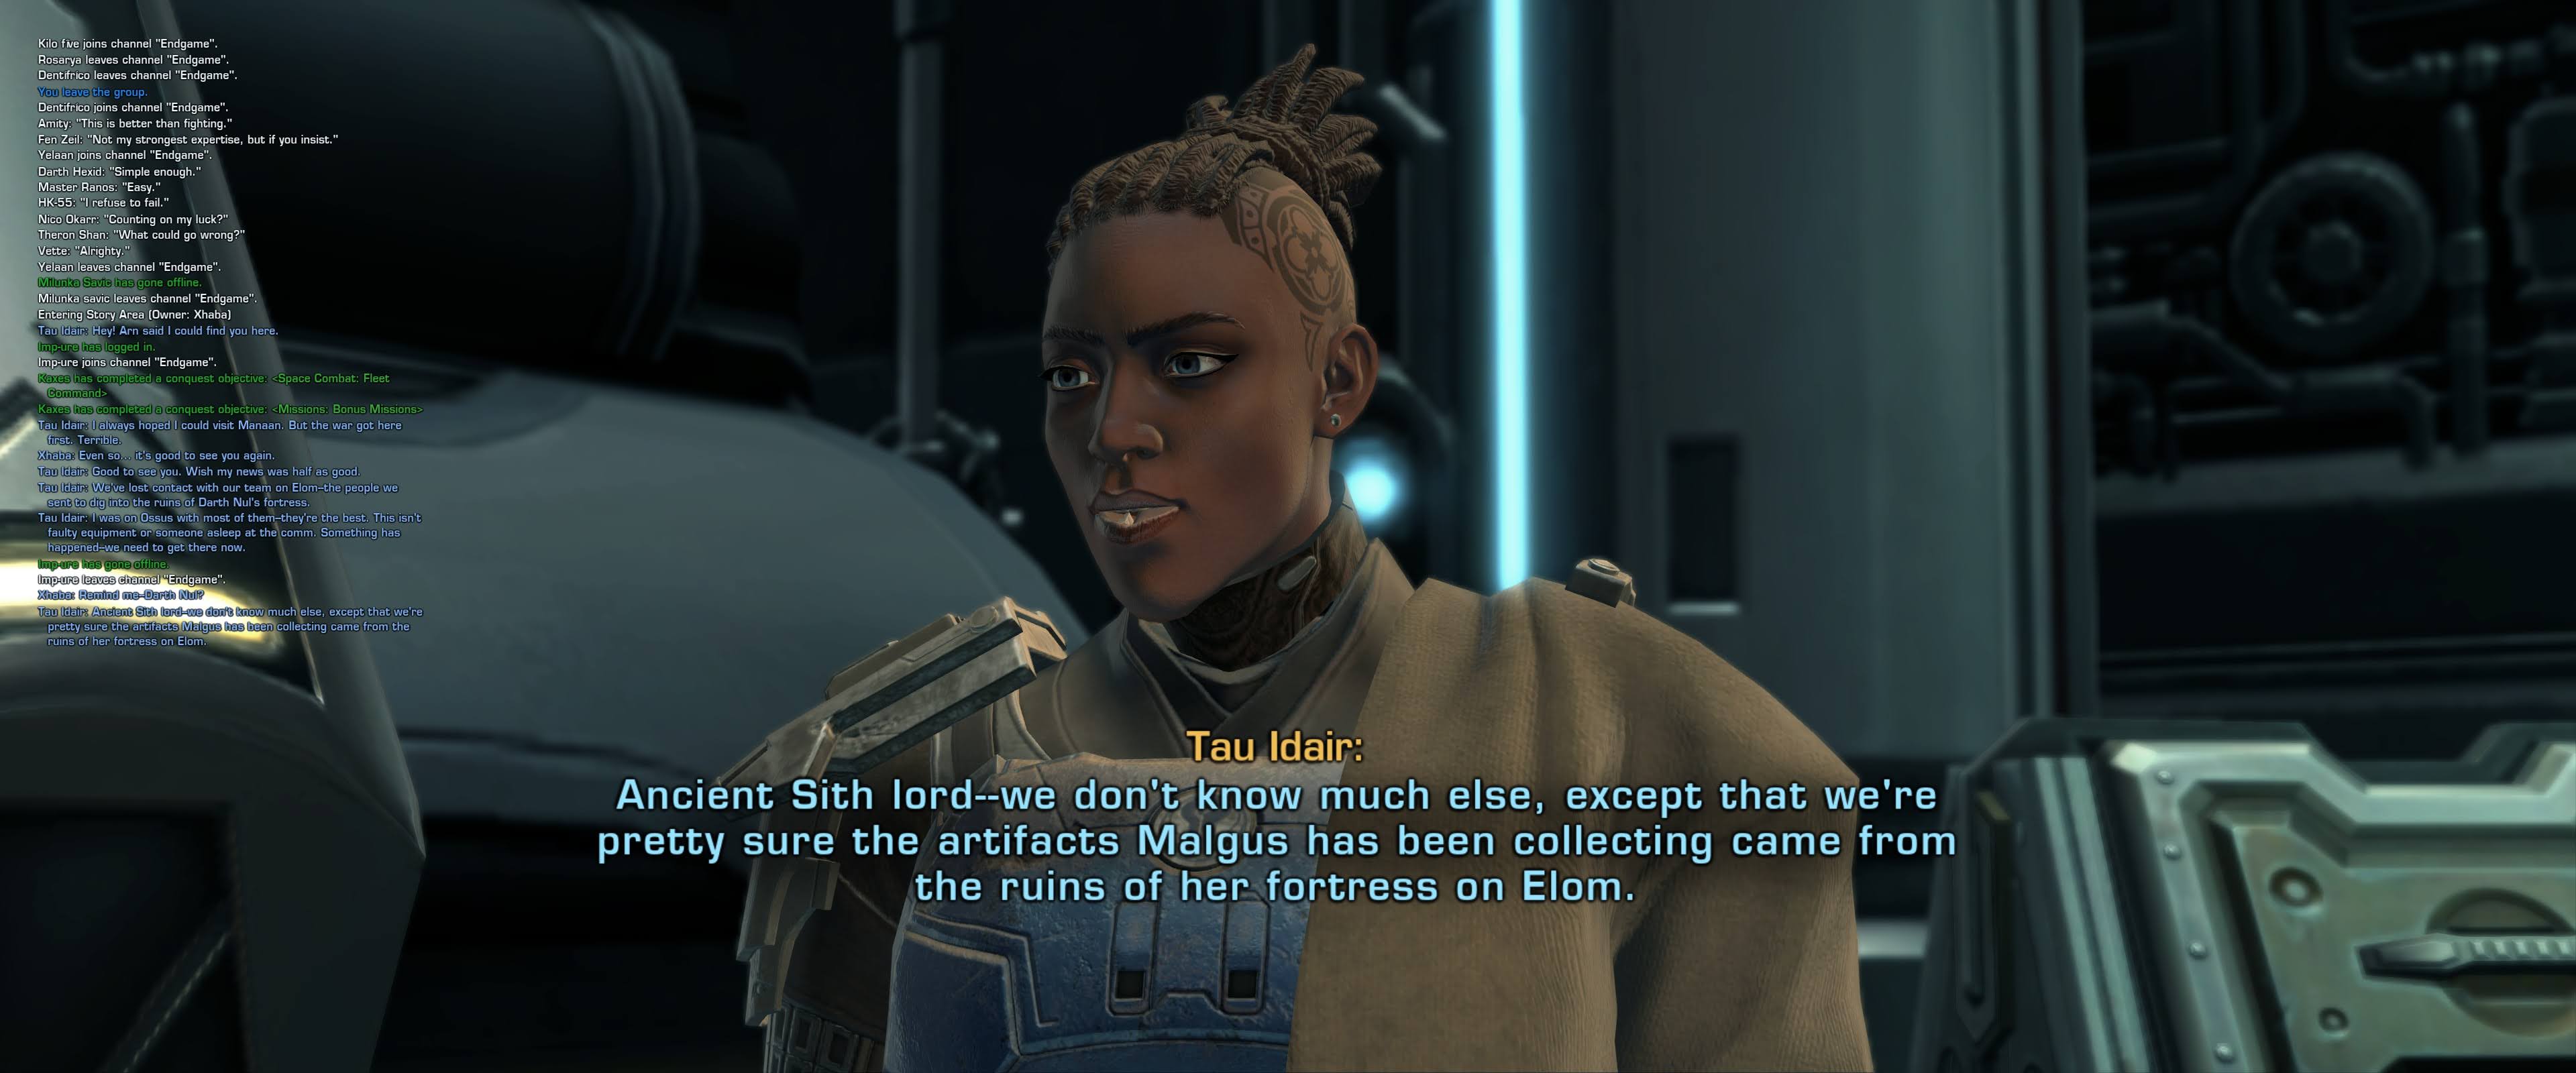 Kilo five joins channel "Endgame".
Rosarya leaves channel "Endgame".
Dentifrico leaves channel "Endgame".
You leave the group.
Dentifrico joins channel "Endgame".
Amity: "This is better than fighting."
Fen Zeil: "Not my strongest expertise, but if you insist."
Yelaan joins channel "Endgame".
Darth Hexid: "Simple enough."
Master Ranos: "Easy."
HK-55: "I refuse to fail."
Nico Okarr: "Counting on my luck?"
Theron Shan: "What could go wrong?"
Vette: "Alrighty."
Yelaan leaves channel "Endgame".
Milunka Savic has gone offline.
Milunka savic leaves channel "Endgame".
Entering Story Area (Owner: Xhaba)
Tau Idair: Hey! Arn said I could find you here.
Imp-ure has logged in.
Imp-ure joins channel "Endgame".
Kaxes has completed a conquest objective: <Space Combat: Fleet
Command>
Kaxes has completed a conquest objective: <Missions: Bonus Missions>
Tau Idair: I always hoped I could visit Manaan. But the war got here
first. Terrible.
Xhaba: Even so... it's good to see you again.
Tau Idair: Good to see you. Wish my news was half as good.
Tau Idair: We've lost contact with our team on Elom--the people we
sent to dig into the ruins of Darth Nul's fortress.
Tau Idair: I was on Ossus with most of them--they're the best. This isn't
faulty equipment or someone asleep at the comm. Something has
happened--we need to get there now.
Imp-ure has gone offline.
Imp-ure leaves channel "Endgame".
Xhaba: Remind me--Darth Nul?
Tau Idair: Ancient Sith lord--we don't know much else, except that we're
pretty sure the artifacts Malgus has been collecting came from the
ruins of her fortress on Elom.
Tau Idair:
Ancient Sith lord--we don't know much else, except that we're
pretty sure the artifacts Malgus has been collecting came from
the ruins of her fortress on Elom.